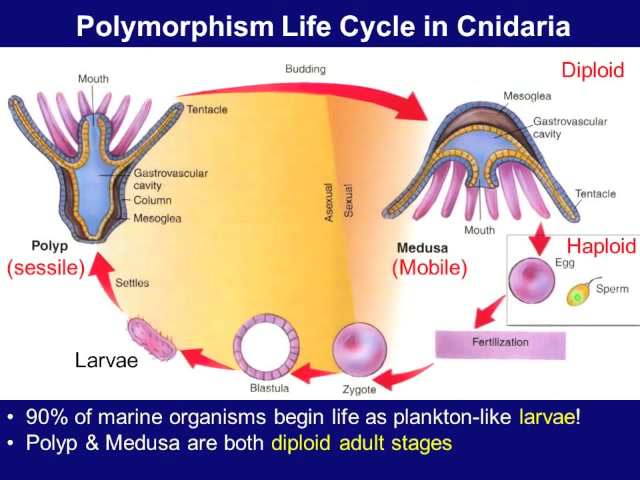 Polymorphism Life Cycle in Cnidaria
Budding
Diploid
Mouth
Mesoglea
Tentacle
Gastrovascular
cavity
Gastrovascular
cavity
Column
Mesoglea
Asexual
Sexual
Tentacle
Mouth
Polyp
(sessile)
Medusa
(Mobile)
Haploid
Egg
Sperm
Settles
Larvae
Blastula
Zygote
Fertilization
• 90% of marine organisms begin life as plankton-like larvae!
• Polyp & Medusa are both diploid adult stages